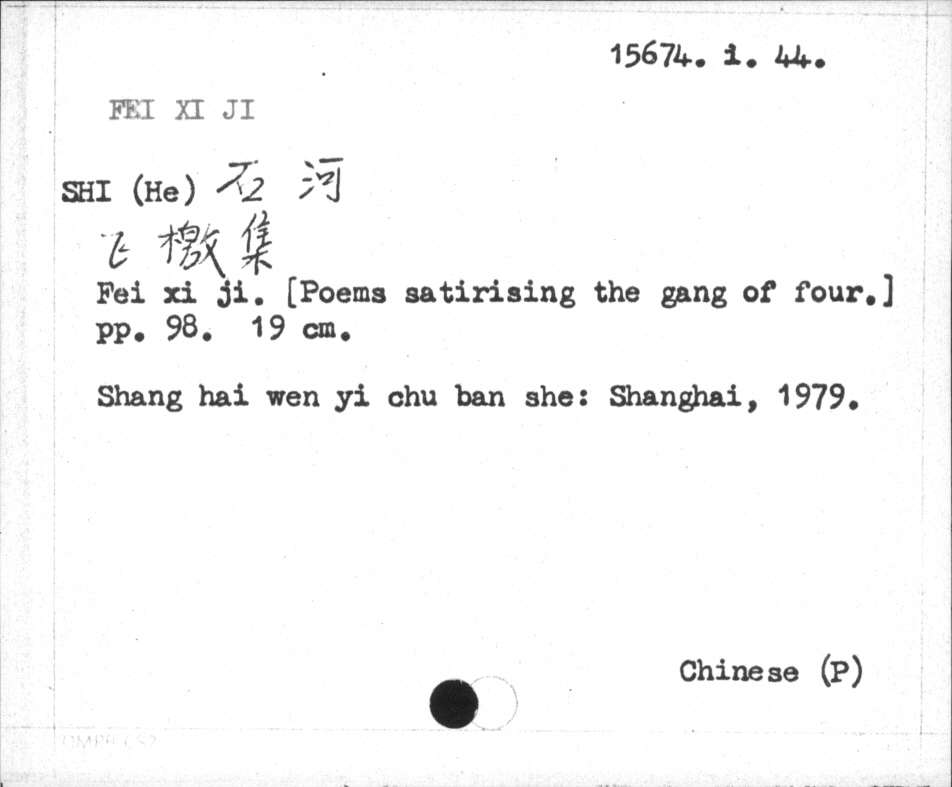 15674. i. 44.
FEI XI JI
SHI (He) 石河
飞檄集
Fei xi ji. [Poems satirising the gang of four.]
pp. 98. 19 cm.
Shang hai wen yi chu ban she: Shanghai, 1979.
Chinese (P)